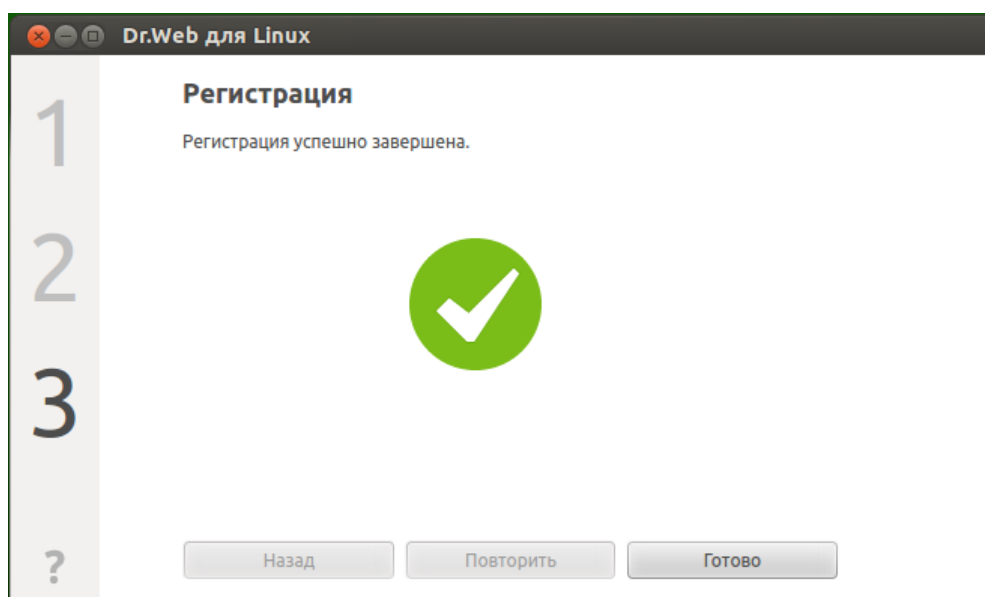 Dr.Web для Linux
1
Регистрация
Регистрация успешно завершена.
2
3
?
Назад
Повторить
Готово